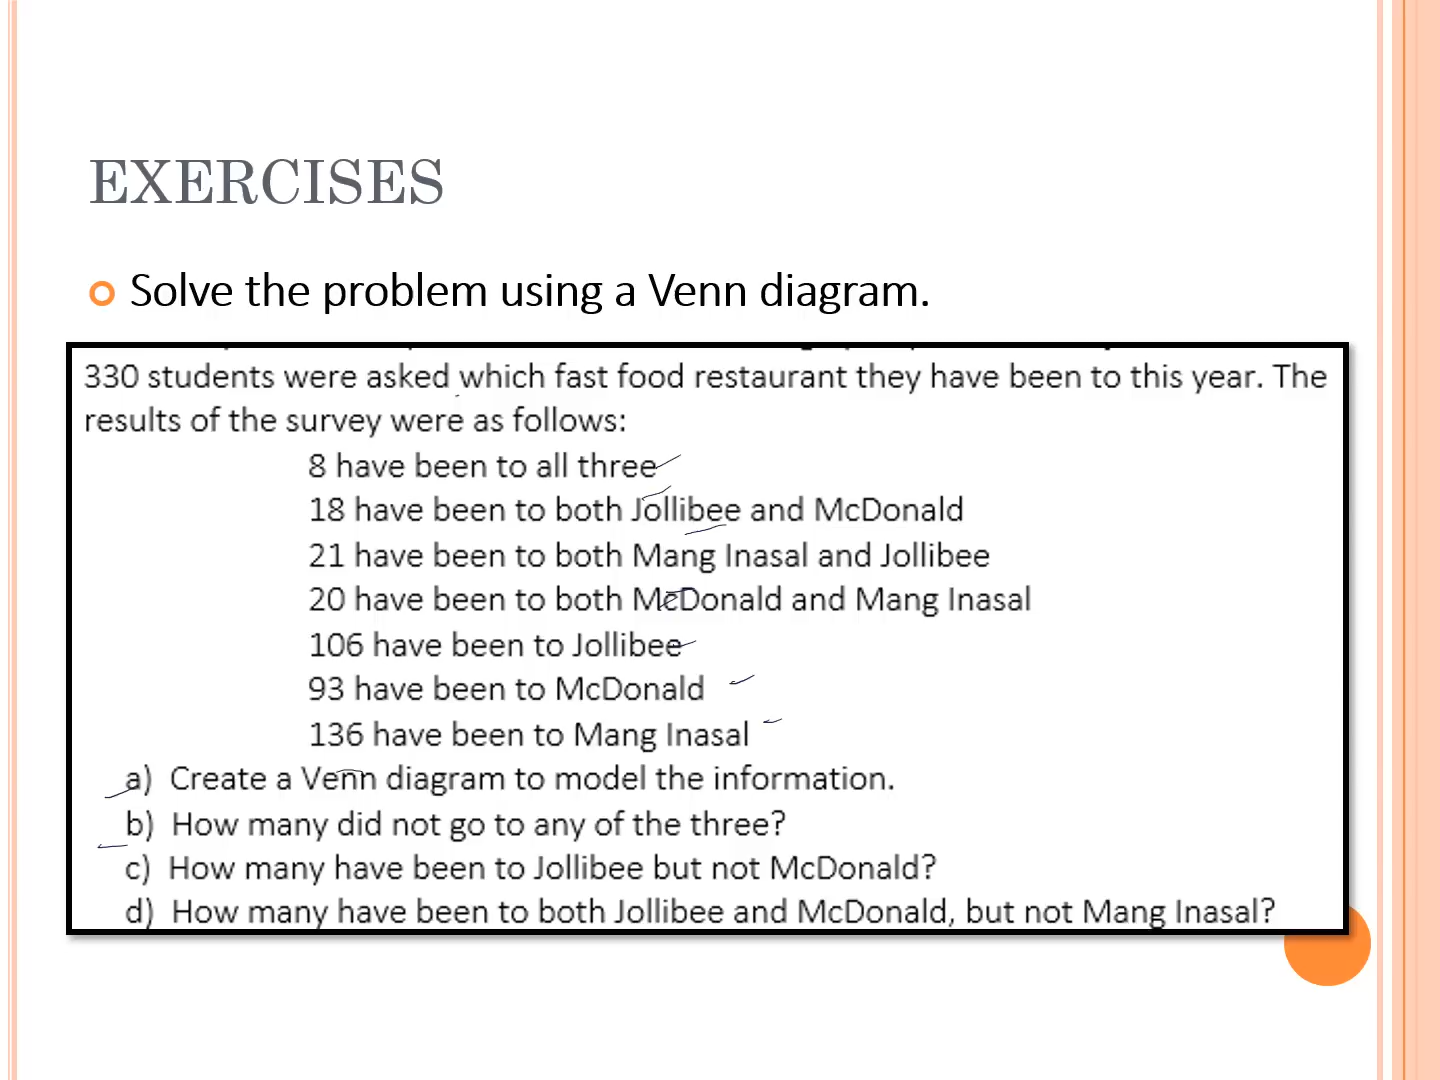 EXERCISES
Solve the problem using a Venn diagram.
330 students were asked which fast food restaurant they have been to this year. The
results of the survey were as follows:
8 have been to all three
18 have been to both Jollibee and McDonald
21 have been to both Mang Inasal and Jollibee
20 have been to both McDonald and Mang Inasal
106 have been to Jollibee
93 have been to McDonald
136 have been to Mang Inasal
a) Create a Venn diagram to model the information.
b) How many did not go to any of the three?
c) How many have been to Jollibee but not McDonald?
d) How many have been to both Jollibee and McDonald, but not Mang Inasal?